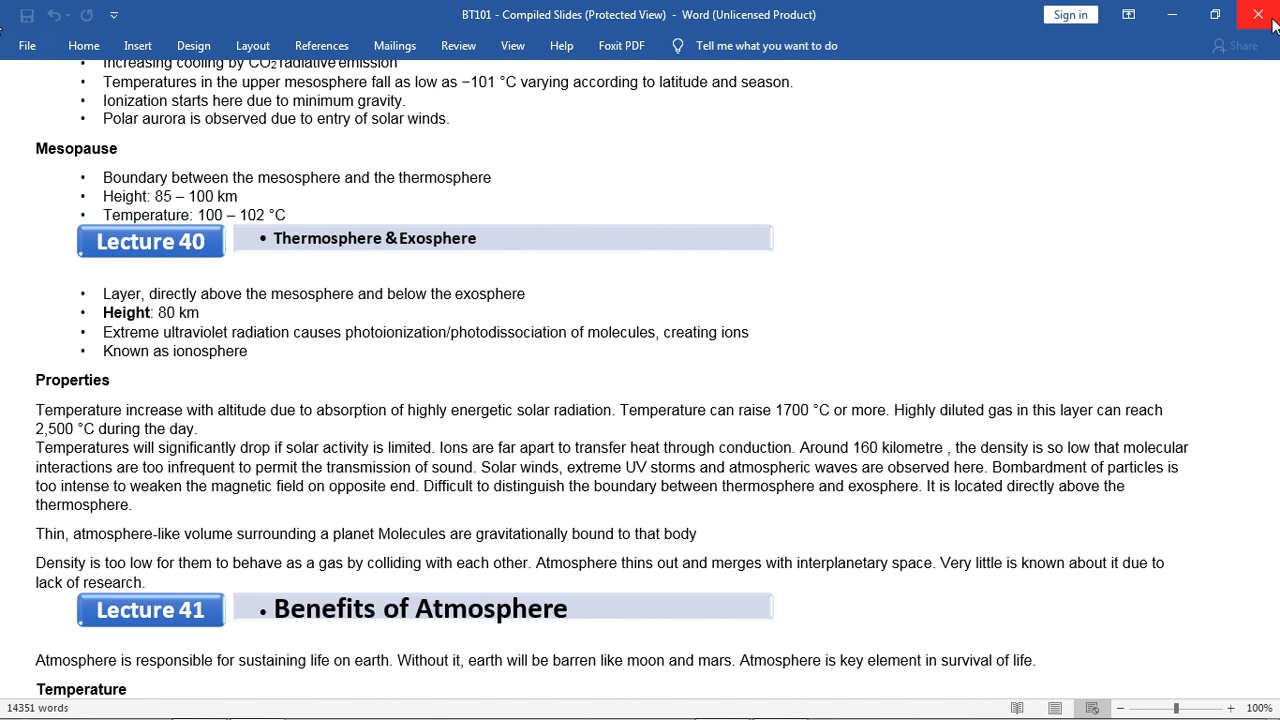 BT101 - Compiled Slides (Protected View) - Word (Unlicensed Product)
Sign in
File Home Insert Design Layout References Mailings Review View Help Foxit PDF Tell me what you want to do Share
• Increasing cooling by CO2 radiative emission
• Temperatures in the upper mesosphere fall as low as −101 °C varying according to latitude and season.
• Ionization starts here due to minimum gravity.
• Polar aurora is observed due to entry of solar winds.
Mesopause
• Boundary between the mesosphere and the thermosphere
• Height: 85 – 100 km
• Temperature: 100 – 102 °C
Lecture 40 • Thermosphere & Exosphere
• Layer, directly above the mesosphere and below the exosphere
• Height: 80 km
• Extreme ultraviolet radiation causes photoionization/photodissociation of molecules, creating ions
• Known as ionosphere
Properties
Temperature increase with altitude due to absorption of highly energetic solar radiation. Temperature can raise 1700 °C or more. Highly diluted gas in this layer can reach
2,500 °C during the day.
Temperatures will significantly drop if solar activity is limited. Ions are far apart to transfer heat through conduction. Around 160 kilometre , the density is so low that molecular
interactions are too infrequent to permit the transmission of sound. Solar winds, extreme UV storms and atmospheric waves are observed here. Bombardment of particles is
too intense to weaken the magnetic field on opposite end. Difficult to distinguish the boundary between thermosphere and exosphere. It is located directly above the
thermosphere.
Thin, atmosphere-like volume surrounding a planet Molecules are gravitationally bound to that body
Density is too low for them to behave as a gas by colliding with each other. Atmosphere thins out and merges with interplanetary space. Very little is known about it due to
lack of research.
Lecture 41 • Benefits of Atmosphere
Atmosphere is responsible for sustaining life on earth. Without it, earth will be barren like moon and mars. Atmosphere is key element in survival of life.
Temperature
14351 words
100%